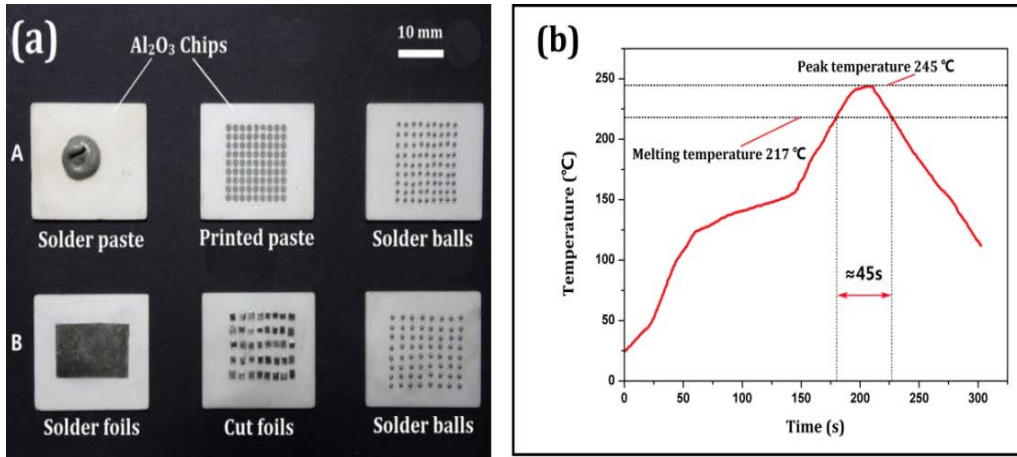 (a)
Al₂O₃ Chips
10 mm
A
Solder paste
Printed paste
Solder balls
B
Solder foils
Cut foils
Solder balls
(b)
Peak temperature 245 ℃
Melting temperature 217 ℃
≈45s
Temperature (℃)
250
200
150
100
50
0
0
50
100
150
200
250
300
Time (s)